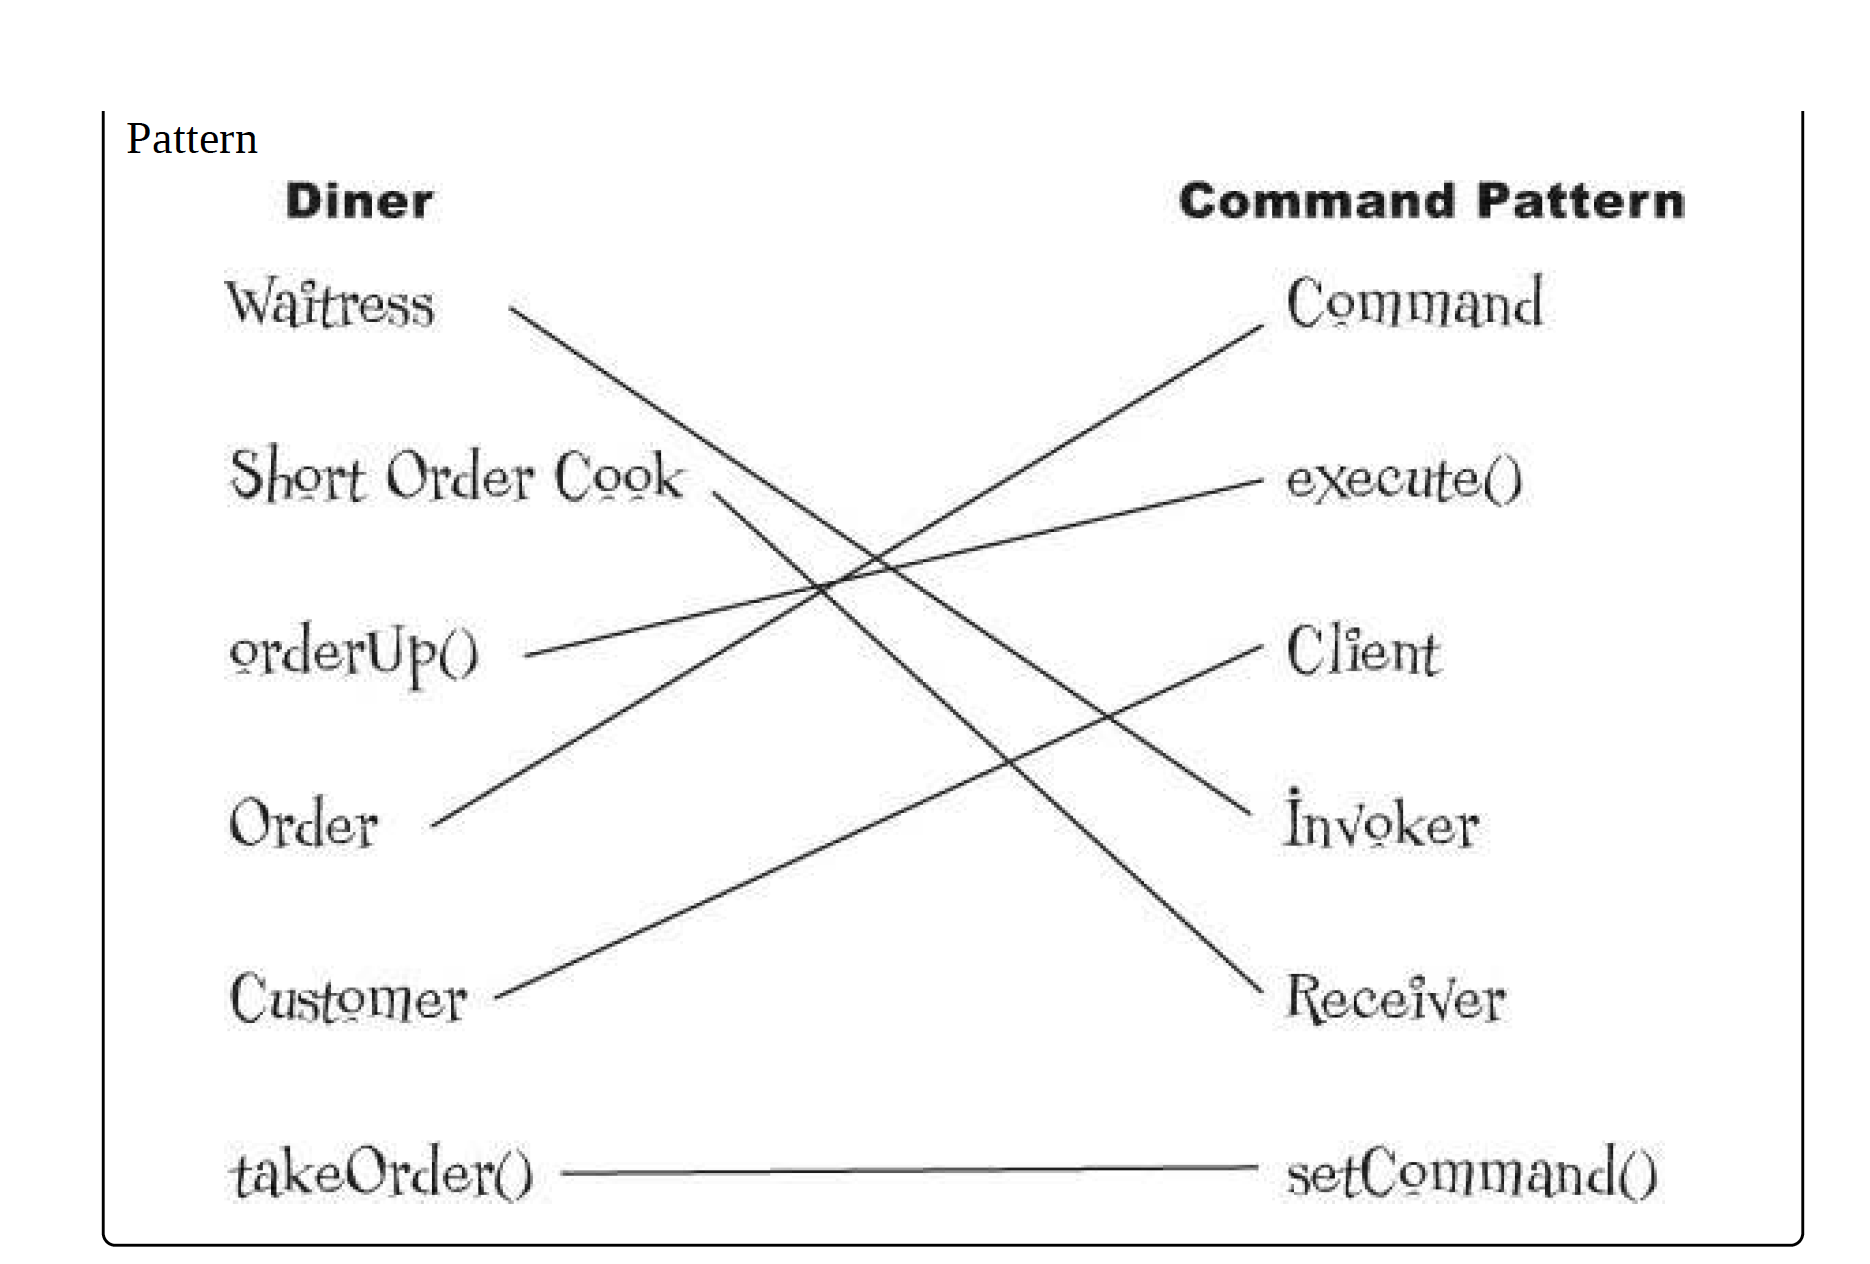 Pattern
Diner Command Pattern
Waitress Command
Short Order Cook execute()
orderUp() Client
Order Invoker
Customer Receiver
takeOrder() setCommand()